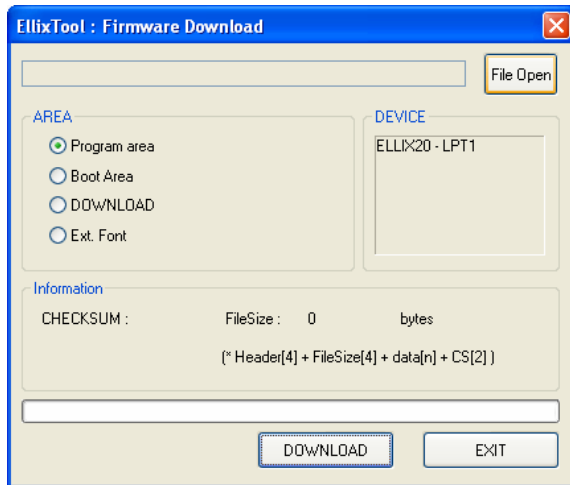 EllixTool : Firmware Download
File Open
AREA
Program area
Boot Area
DOWNLOAD
Ext. Font
DEVICE
ELLIX20 - LPT1
Information
CHECKSUM : FileSize : 0 bytes
(* Header[4] + FileSize[4] + data[n] + CS[2] )
DOWNLOAD EXIT